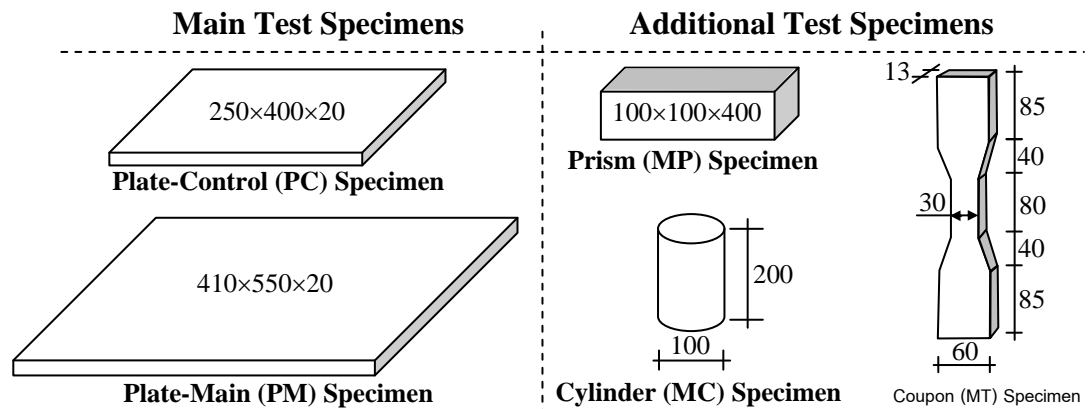 Main Test Specimens
250×400×20
Plate-Control (PC) Specimen
410×550×20
Plate-Main (PM) Specimen
Additional Test Specimens
100×100×400
Prism (MP) Specimen
200
100
Cylinder (MC) Specimen
13
85
40
30
80
40
85
60
Coupon (MT) Specimen